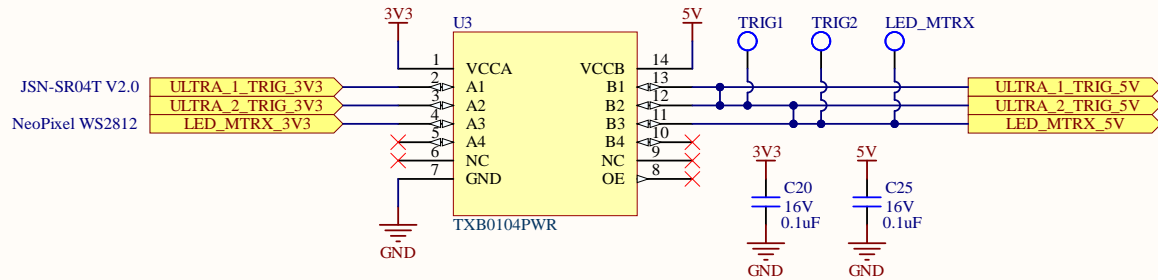 3V3
U3
5V
TRIG1
TRIG2
LED_MTRX
1
VCCA
VCCB
14
JSN-SR04T V2.0
ULTRA_1_TRIG_3V3
2
A1
B1
13
ULTRA_1_TRIG_5V
ULTRA_2_TRIG_3V3
3
A2
B2
12
ULTRA_2_TRIG_5V
NeoPixel WS2812
LED_MTRX_3V3
4
A3
B3
11
LED_MTRX_5V
5
A4
B4
10
6
NC
NC
9
7
GND
OE
8
TXB0104PWR
GND
3V3
C20
16V
0.1uF
GND
5V
C25
16V
0.1uF
GND